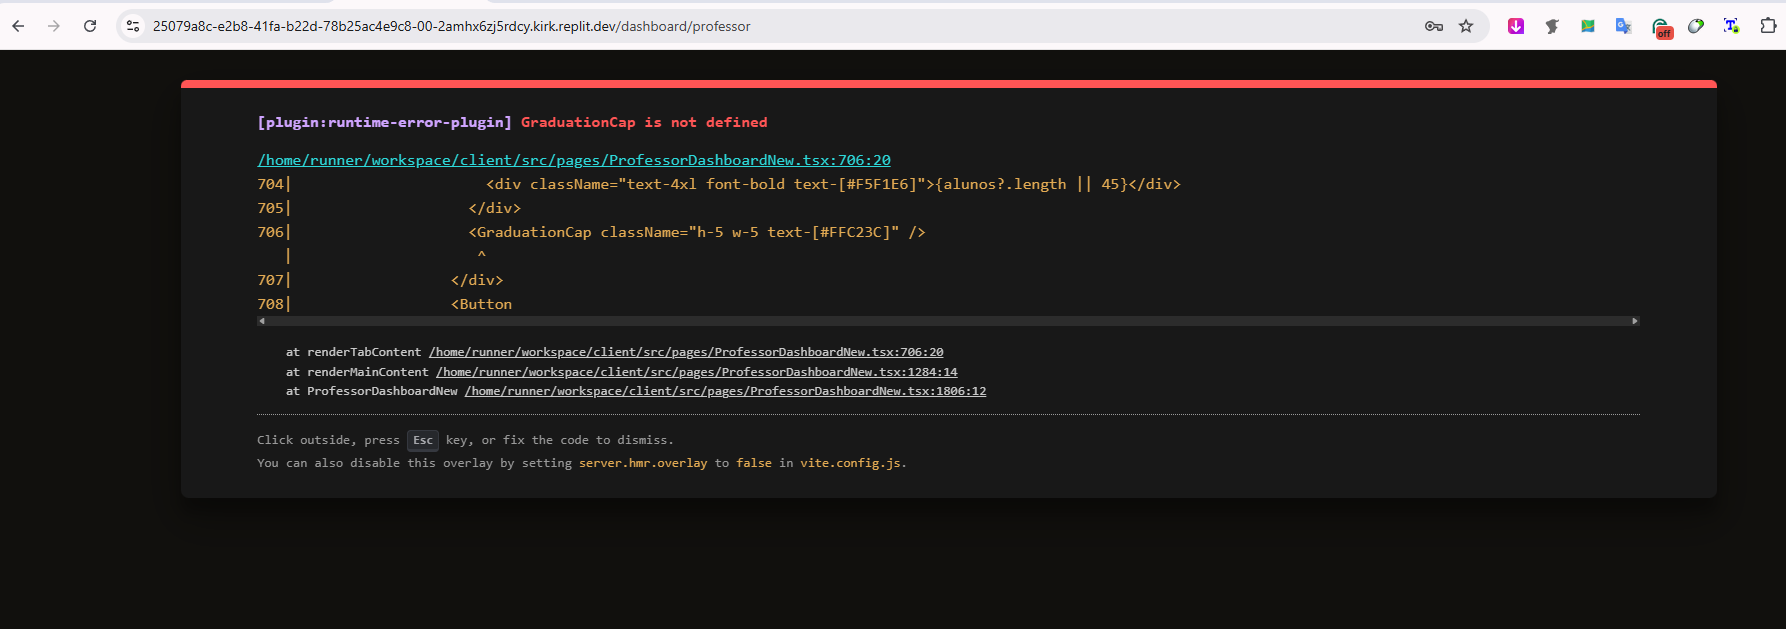 25079a8c-e2b8-41fa-b22d-78b25ac4e9c8-00-2amhx6zj5rdcy.kirk.replit.dev/dashboard/professor
off
[plugin:runtime-error-plugin] GraduationCap is not defined
/home/runner/workspace/client/src/pages/ProfessorDashboardNew.tsx:706:20
704|                      <div className="text-4xl font-bold text-[#F5F1E6]">{alunos?.length || 45}</div>
705|                    </div>
706|                    <GraduationCap className="h-5 w-5 text-[#FFC23C]" />
   |                     ^
707|                  </div>
708|                  <Button
at renderTabContent /home/runner/workspace/client/src/pages/ProfessorDashboardNew.tsx:706:20
at renderMainContent /home/runner/workspace/client/src/pages/ProfessorDashboardNew.tsx:1284:14
at ProfessorDashboardNew /home/runner/workspace/client/src/pages/ProfessorDashboardNew.tsx:1806:12
Click outside, press Esc key, or fix the code to dismiss.
You can also disable this overlay by setting server.hmr.overlay to false in vite.config.js.